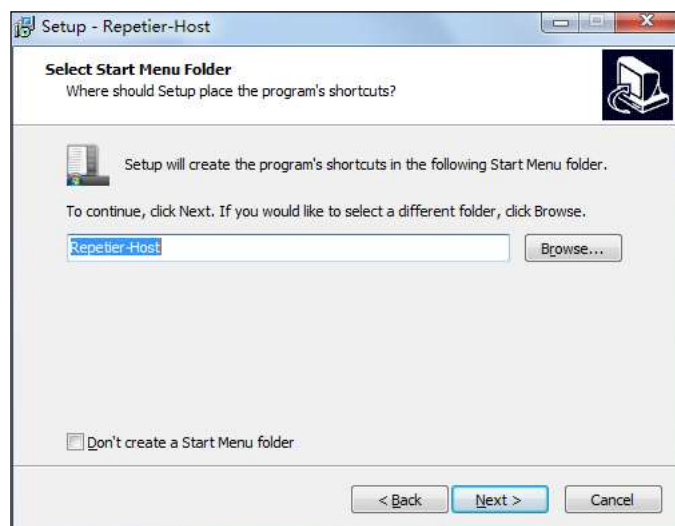 Setup - Repetier-Host
Select Start Menu Folder
Where should Setup place the program's shortcuts?
Setup will create the program's shortcuts in the following Start Menu folder.
To continue, click Next. If you would like to select a different folder, click Browse.
Repetier-Host
Browse...
Don't create a Start Menu folder
< Back
Next >
Cancel